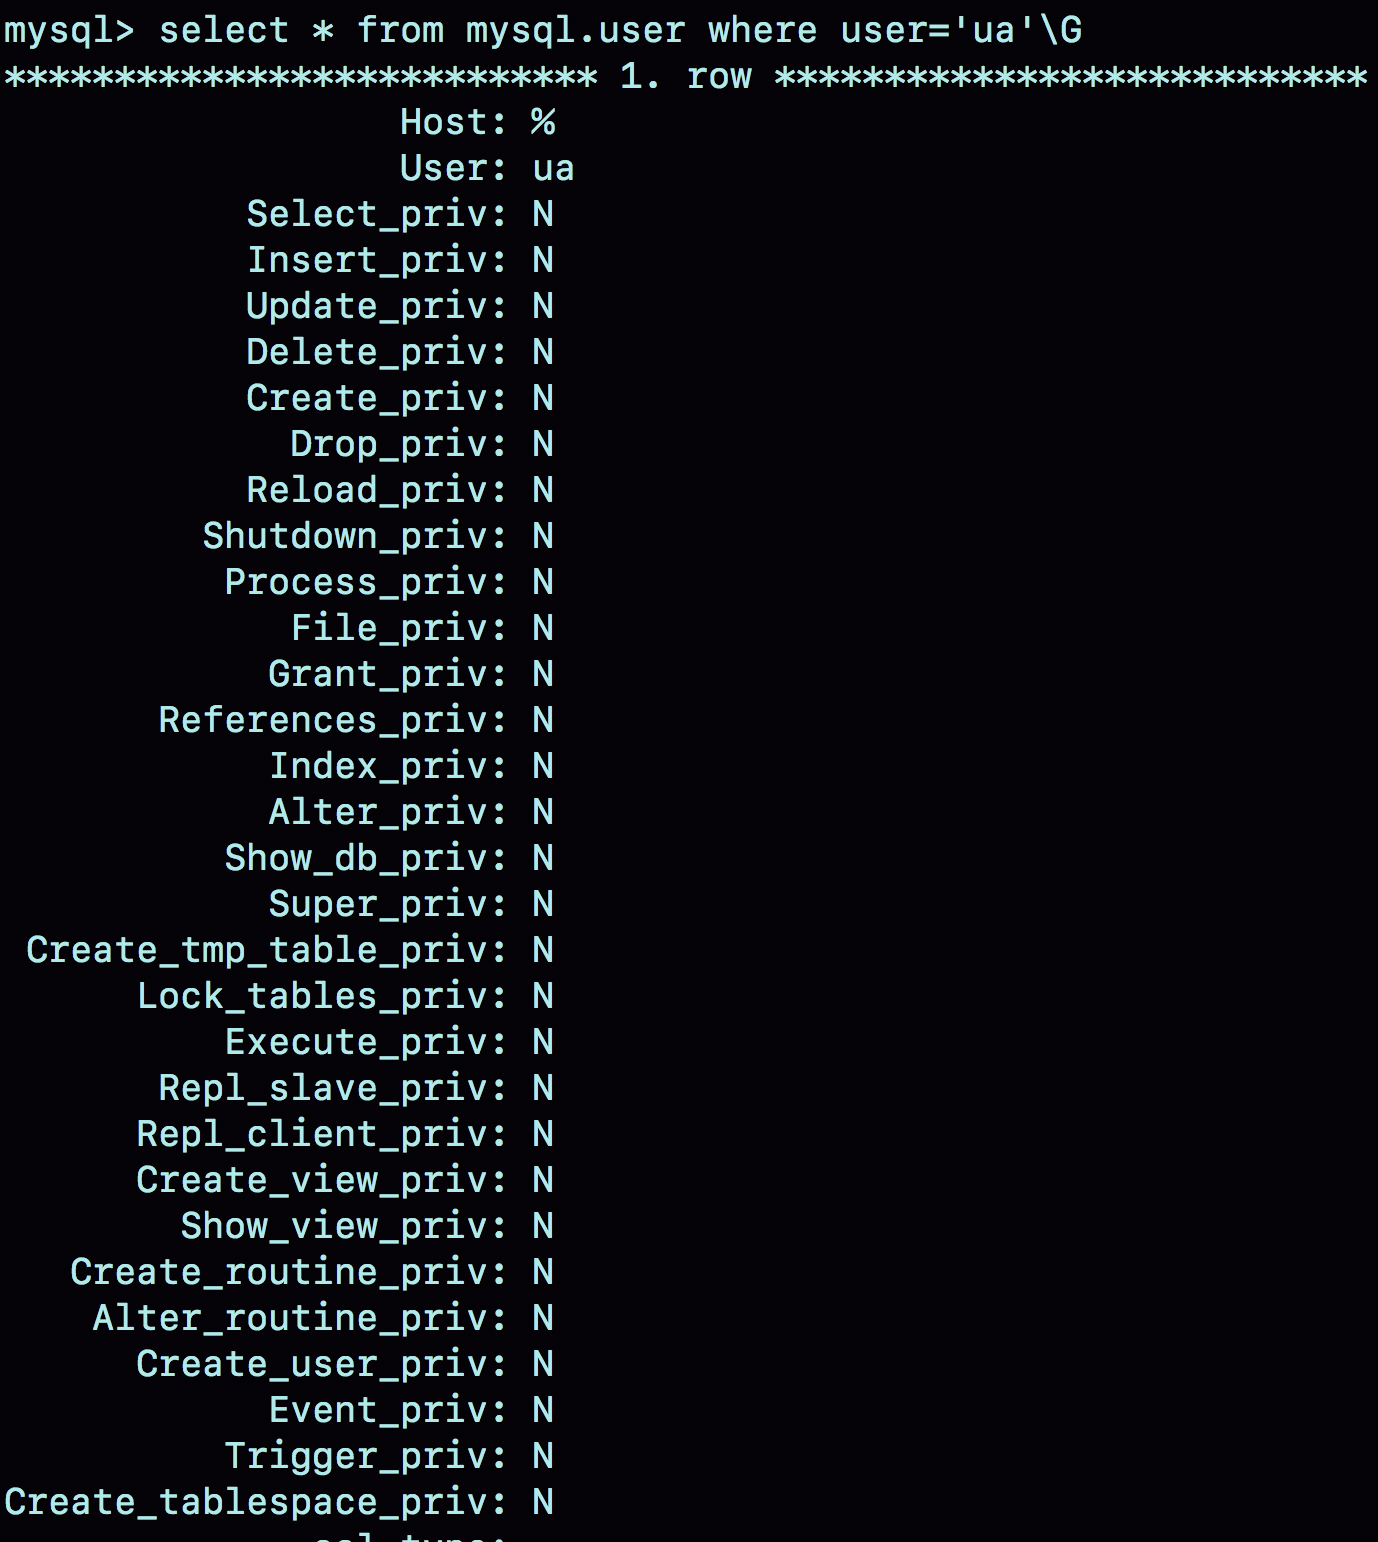 mysql> select * from mysql.user where user='ua'\G
*************************** 1. row ***************************
Host: %
User: ua
Select_priv: N
Insert_priv: N
Update_priv: N
Delete_priv: N
Create_priv: N
Drop_priv: N
Reload_priv: N
Shutdown_priv: N
Process_priv: N
File_priv: N
Grant_priv: N
References_priv: N
Index_priv: N
Alter_priv: N
Show_db_priv: N
Super_priv: N
Create_tmp_table_priv: N
Lock_tables_priv: N
Execute_priv: N
Repl_slave_priv: N
Repl_client_priv: N
Create_view_priv: N
Show_view_priv: N
Create_routine_priv: N
Alter_routine_priv: N
Create_user_priv: N
Event_priv: N
Trigger_priv: N
Create_tablespace_priv: N